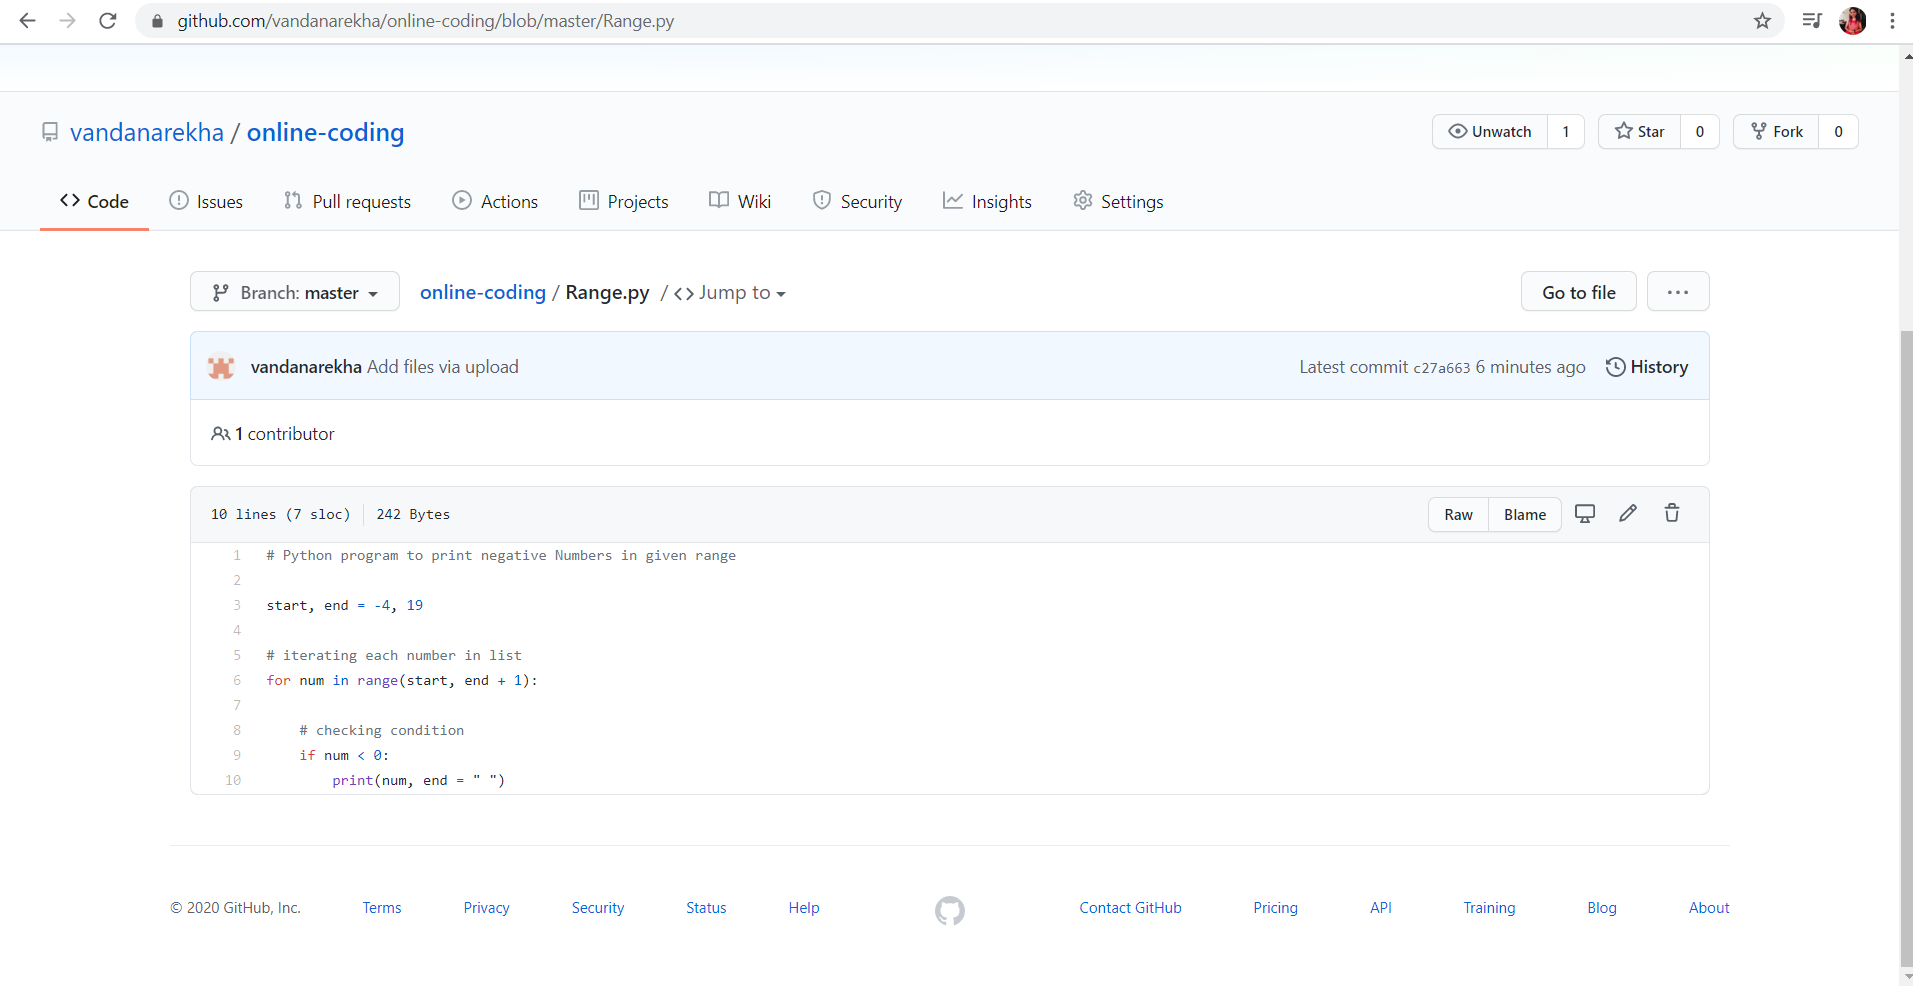 github.com/vandanarekha/online-coding/blob/master/Range.py
vandanarekha / online-coding
Unwatch 1 Star 0 Fork 0
Code Issues Pull requests Actions Projects Wiki Security Insights Settings
Branch: master online-coding / Range.py / <> Jump to Go to file ...
vandanarekha Add files via upload Latest commit c27a663 6 minutes ago History
1 contributor
10 lines (7 sloc) 242 Bytes Raw Blame
1 # Python program to print negative Numbers in given range
2
3 start, end = -4, 19
4
5 # iterating each number in list
6 for num in range(start, end + 1):
7
8     # checking condition
9     if num < 0:
10         print(num, end = " ")
© 2020 GitHub, Inc. Terms Privacy Security Status Help Contact GitHub Pricing API Training Blog About